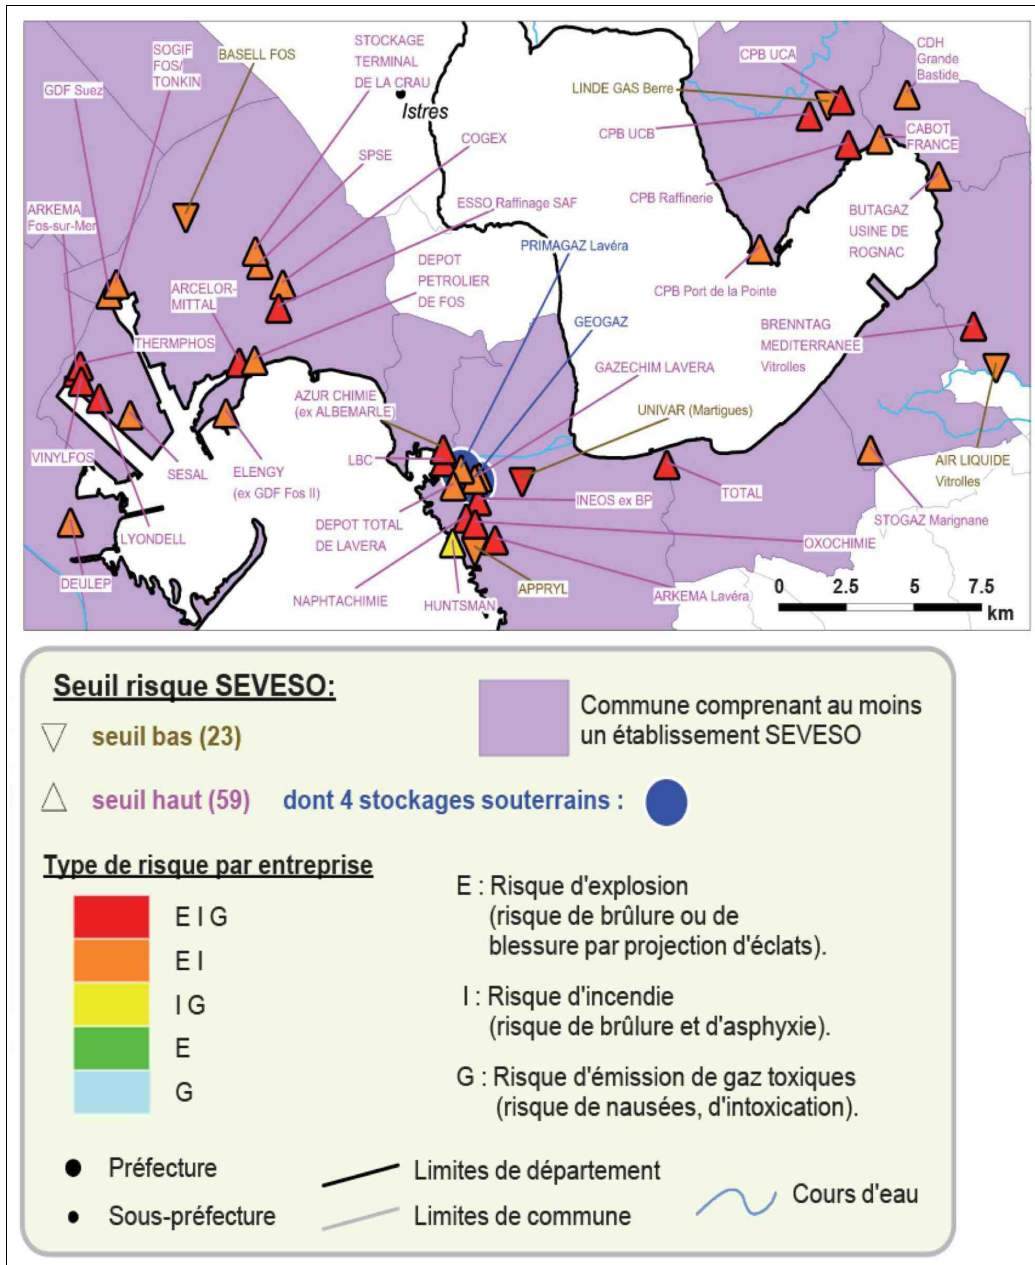 SOGIF
FOS/
TONKIN
BASELL FOS
STOCKAGE
TERMINAL
DE LA CRAU
GDF Suez
Istres
COGEX
SPSE
ESSO Raffinage SAF
ARKEMA
Fos-sur-Mer
PRIMAGAZ Lavéra
ARCELOR-
MITTAL
DEPOT
PETROLIER
DE FOS
GEOGAZ
THERMPHOS
GAZECHIM LAVERA
AZUR CHIMIE
(ex ALBEMARLE)
UNIVAR (Martigues)
LBC
VINYLFOS
SESAL
ELENGY
(ex GDF Fos II)
INEOS ex BP
TOTAL
LYONDELL
DEPOT TOTAL
DE LAVERA
OXOCHIMIE
DEULEP
NAPHTACHIMIE
HUNTSMAN
APPRYL
ARKEMA Lavéra
CPB UCA
CDH
Grande
Bastide
LINDE GAS Berre
CPB UCB
CABOT
FRANCE
CPB Raffinerie
BUTAGAZ
USINE DE
ROGNAC
CPB Port de la Pointe
BRENNTAG
MEDITERRANEE
Vitrolles
AIR LIQUIDE
Vitrolles
STOGAZ Marignane
0 2.5 5 7.5
km
Seuil risque SEVESO:
seuil bas (23)
seuil haut (59) dont 4 stockages souterrains :
Commune comprenant au moins
un établissement SEVESO
Type de risque par entreprise
E I G
E I
I G
E
G
E : Risque d'explosion
(risque de brûlure ou de
blessure par projection d'éclats).
I : Risque d'incendie
(risque de brûlure et d'asphyxie).
G : Risque d'émission de gaz toxiques
(risque de nausées, d'intoxication).
Préfecture
Sous-préfecture
Limites de département
Limites de commune
Cours d'eau